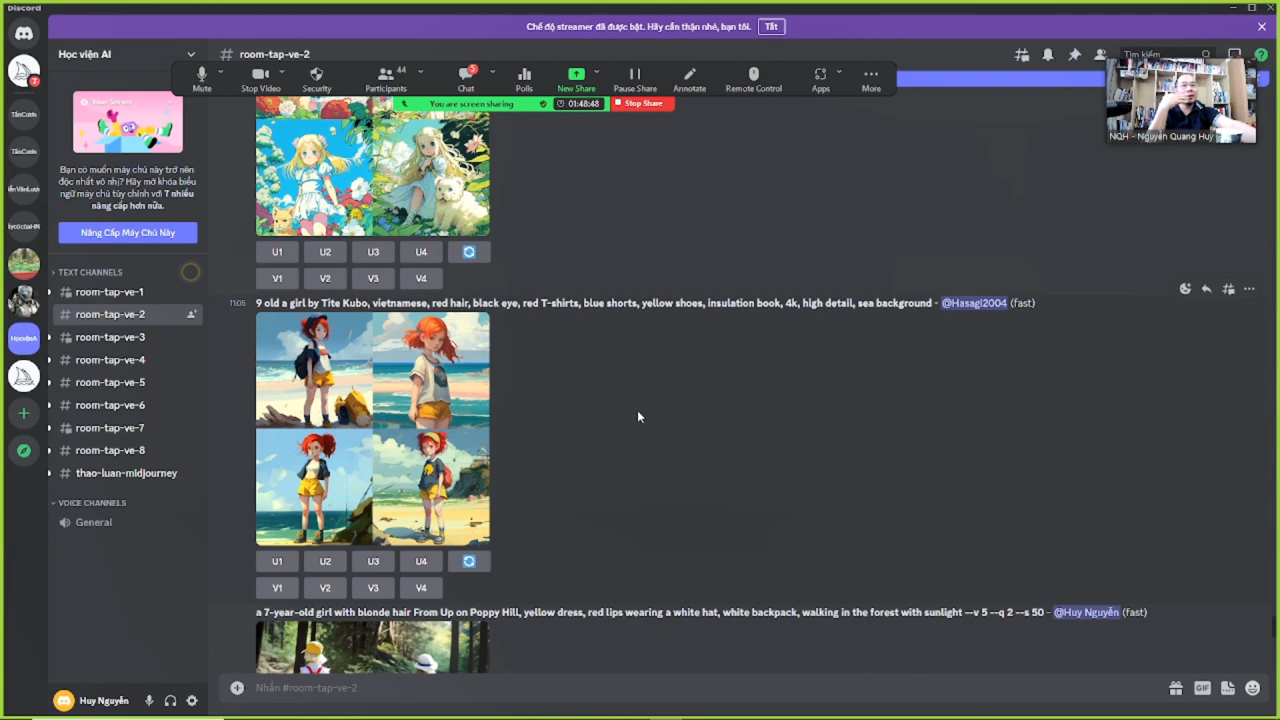 Discord
Chế độ streamer đã được bật. Hãy cẩn thận nhé, bạn tôi.
Tắt
Học viện AI
room-tap-ve-2
Tìm kiếm
Mute
Stop Video
Security
Participants
44
Chat
5
Polls
New Share
Pause Share
Annotate
Remote Control
Apps
More
You are screen sharing
01:48:48
Stop Share
NQH - Nguyễn Quang Huy
7
TấnCươn
TấnCươn
Your Server
Bạn có muốn máy chủ này trở nên
độc nhất vô nhị? Hãy mở khóa biểu
ngữ máy chủ tùy chỉnh với 7 nhiều
nâng cấp hơn nữa.
Nâng Cấp Máy Chủ Này
TEXT CHANNELS
room-tap-ve-1
room-tap-ve-2
room-tap-ve-3
room-tap-ve-4
room-tap-ve-5
room-tap-ve-6
room-tap-ve-7
room-tap-ve-8
thao-luan-midjourney
VOICE CHANNELS
General
U1 U2 U3 U4
V1 V2 V3 V4
11:05 9 old a girl by Tite Kubo, vietnamese, red hair, black eye, red T-shirts, blue shorts, yellow shoes, insulation book, 4k, high detail, sea background - @Hasagi2004 (fast)
U1 U2 U3 U4
V1 V2 V3 V4
a 7-year-old girl with blonde hair From Up on Poppy Hill, yellow dress, red lips wearing a white hat, white backpack, walking in the forest with sunlight --v 5 --q 2 --s 50 - @Huy Nguyễn (fast)
Huy Nguyễn
Nhắn #room-tap-ve-2
GIF